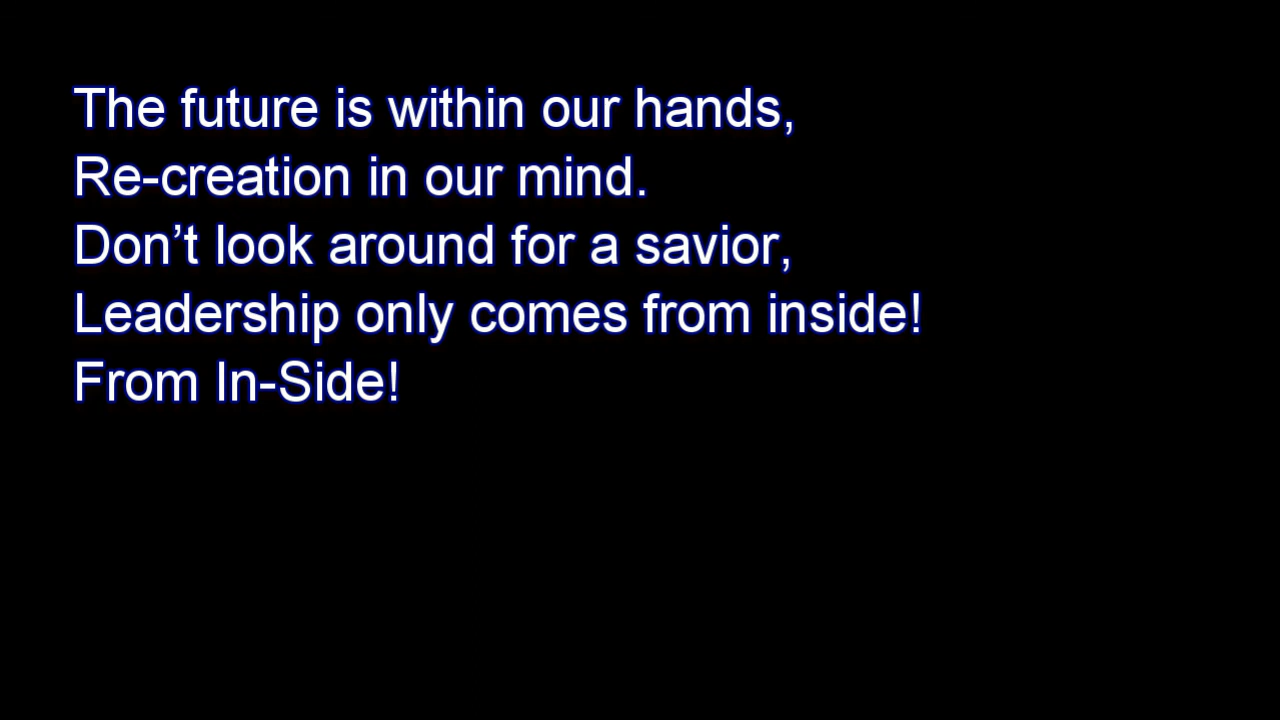 The future is within our hands,
Re-creation in our mind.
Don’t look around for a savior,
Leadership only comes from inside!
From In-Side!